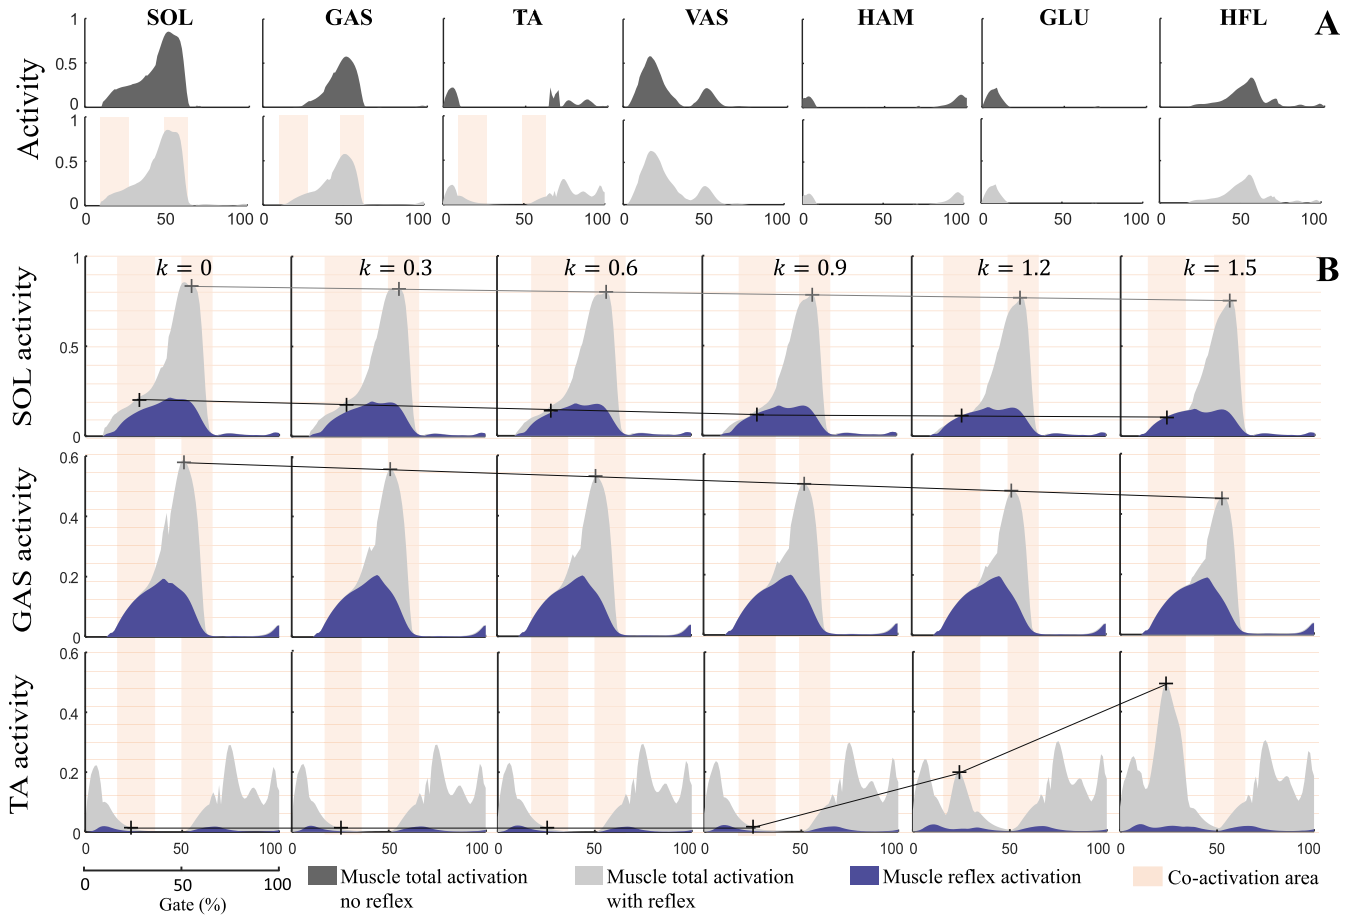 SOL GAS TA VAS HAM GLU HFL A
Activity
1
0.5
0
1
0.5
0
0 50 100 0 50 100 0 50 100 0 50 100 0 50 100 0 50 100 0 50 100
B
k = 0 k = 0.3 k = 0.6 k = 0.9 k = 1.2 k = 1.5
SOL activity
1
0.5
0
GAS activity
0.6
0.4
0.2
0
TA activity
0.6
0.4
0.2
0
0 50 100 0 50 100 0 50 100 0 50 100 0 50 100 0 50 100
0 50 100
Gate (%)
Muscle total activation
no reflex
Muscle total activation
with reflex
Muscle reflex activation
Co-activation area